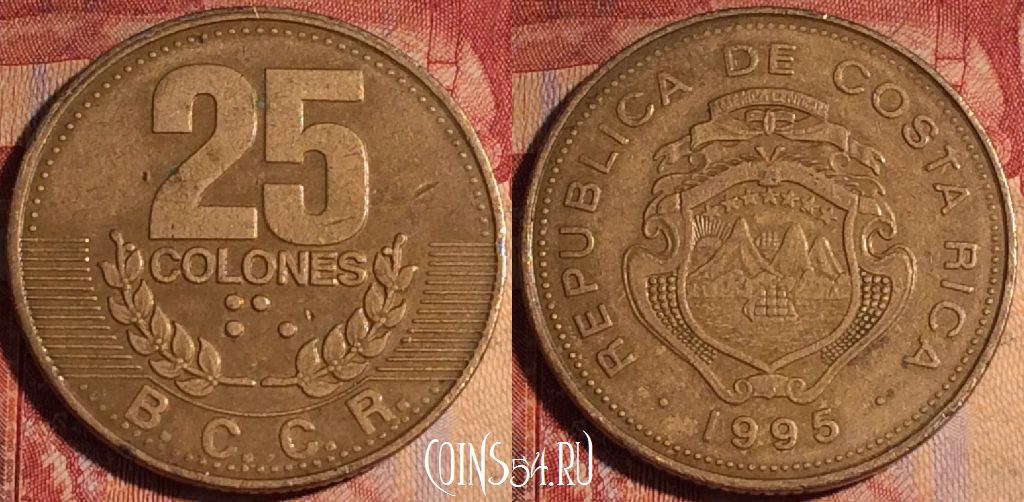 25
COLONES
B. C. C. R.
REPUBLICA DE COSTA RICA
· 1995 ·
COINS54.RU